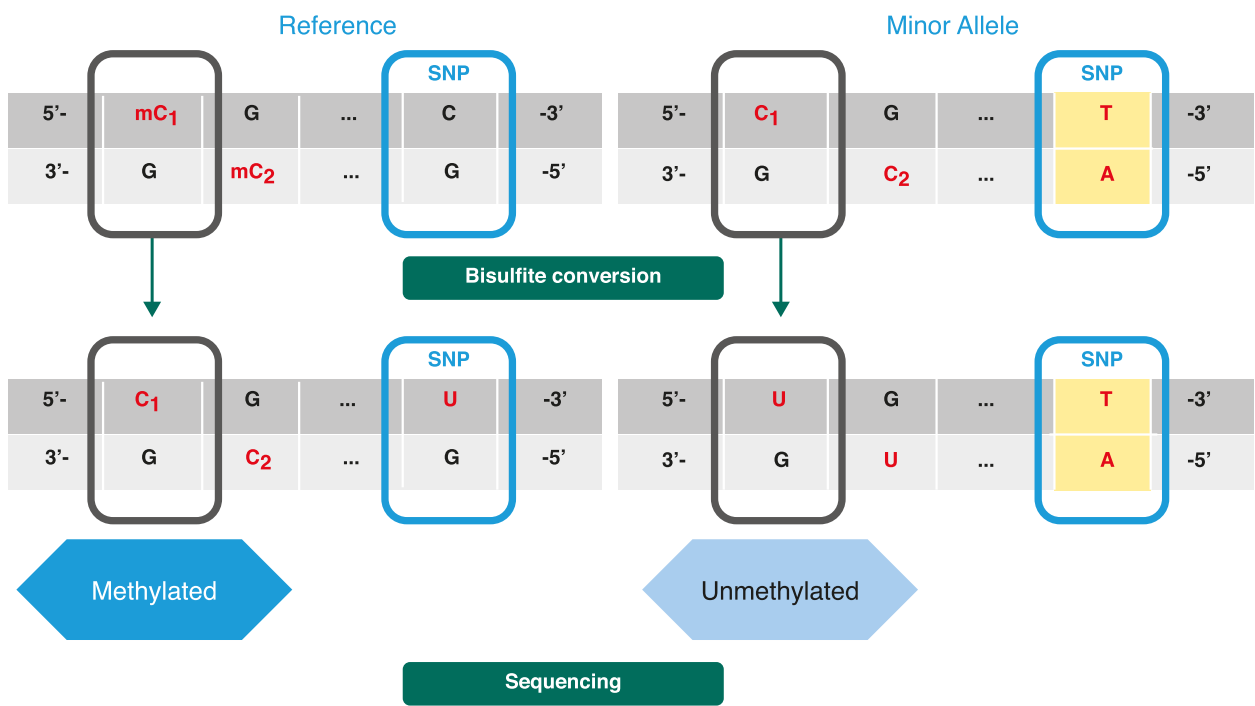 Reference
Minor Allele
SNP
SNP
5’- mC1 G ... C -3’
5’- C1 G ... T -3’
3’- G mC2 ... G -5’
3’- G C2 ... A -5’
Bisulfite conversion
SNP
SNP
5’- C1 G ... U -3’
5’- U G ... T -3’
3’- G C2 ... G -5’
3’- G U ... A -5’
Methylated
Unmethylated
Sequencing